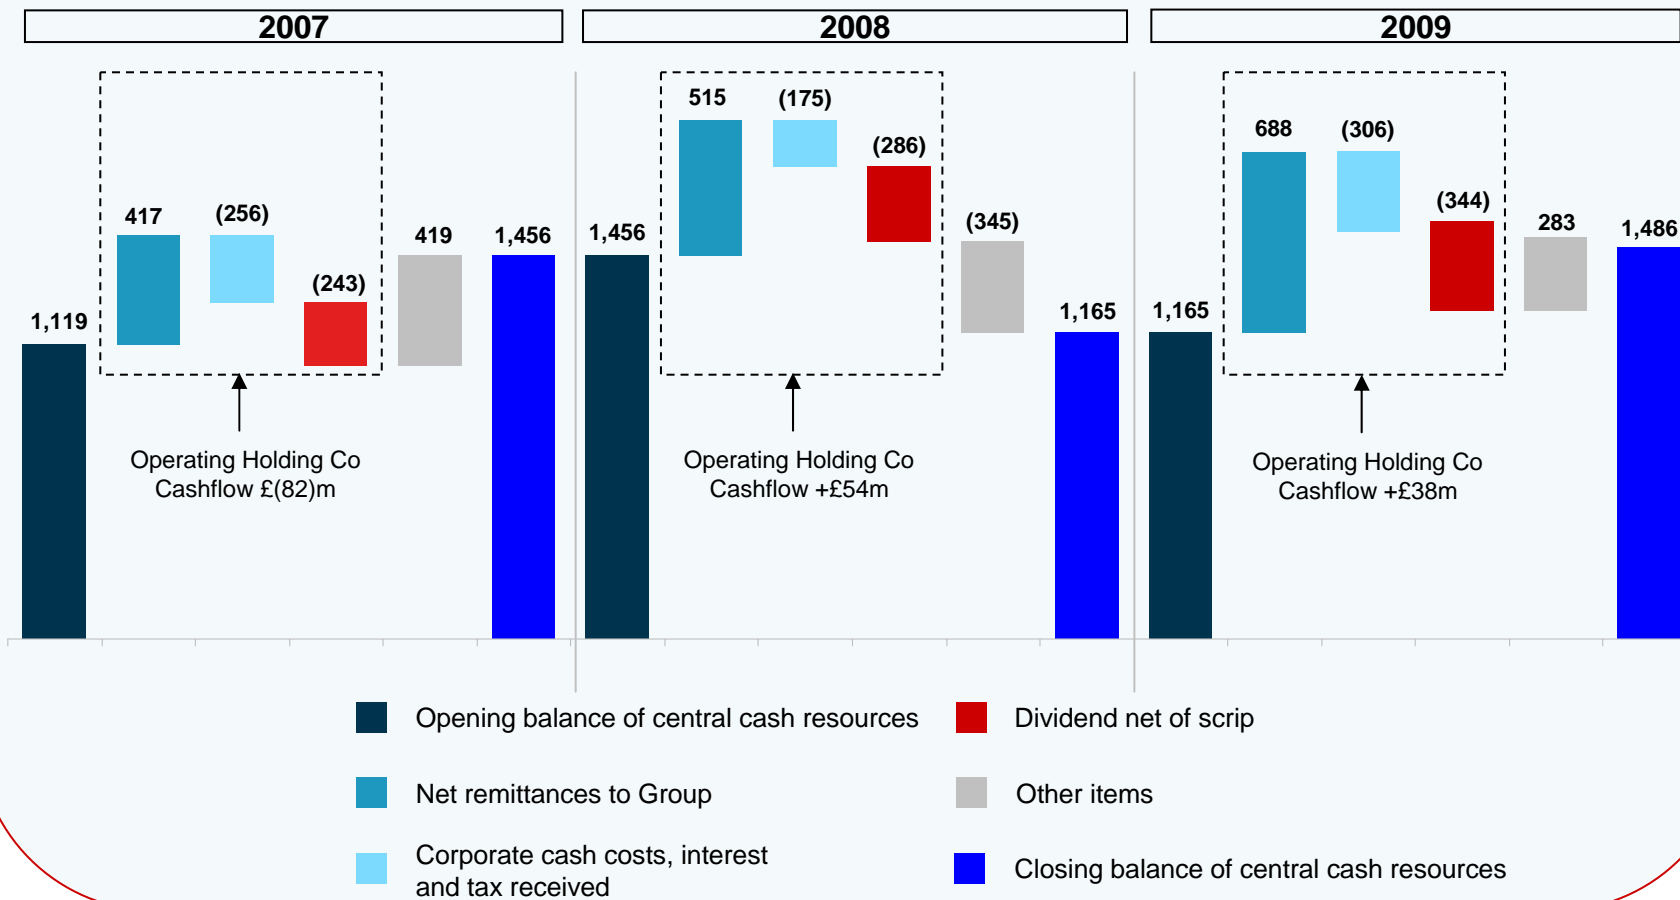 2007
2008
2009
1,119
417
(256)
(243)
419
1,456
Operating Holding Co
Cashflow £(82)m
1,456
515
(175)
(286)
(345)
1,165
Operating Holding Co
Cashflow +£54m
1,165
688
(306)
(344)
283
1,486
Operating Holding Co
Cashflow +£38m
Opening balance of central cash resources
Net remittances to Group
Corporate cash costs, interest
and tax received
Dividend net of scrip
Other items
Closing balance of central cash resources